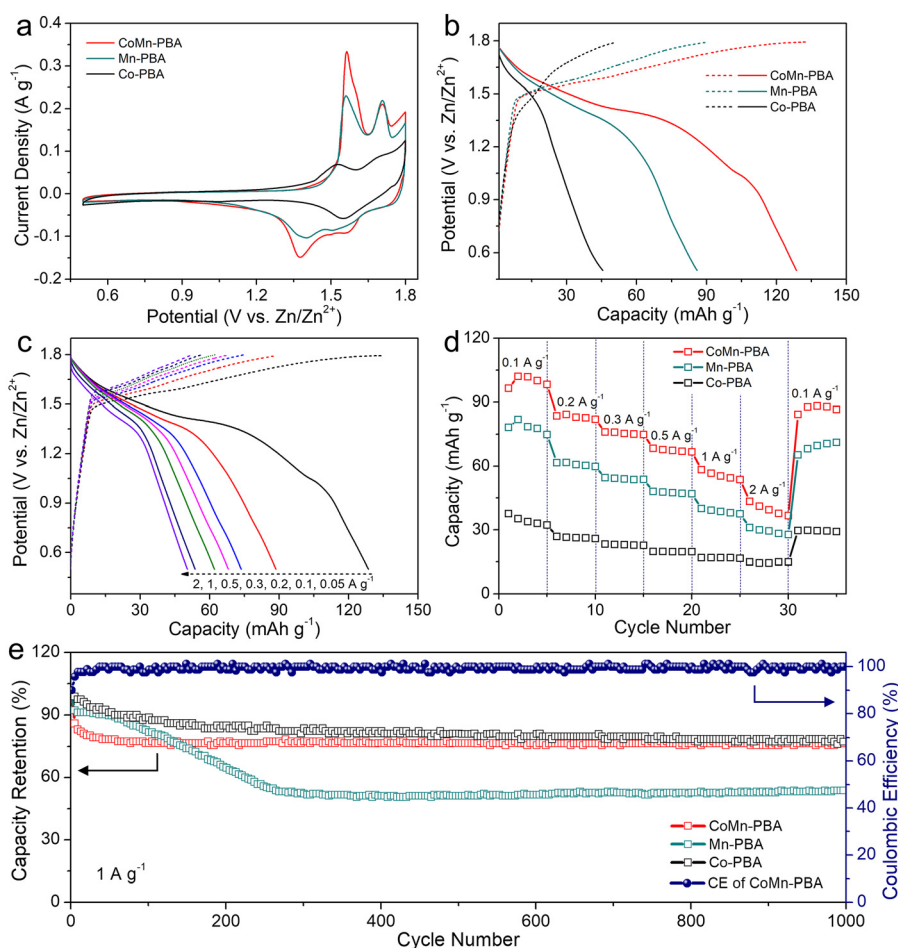 a
0.4
0.3
0.2
0.1
0.0
-0.1
-0.2
Current Density (A g⁻¹)
CoMn-PBA
Mn-PBA
Co-PBA
0.6 0.9 1.2 1.5 1.8
Potential (V vs. Zn/Zn²⁺)
b
1.8
1.5
1.2
0.9
0.6
Potential (V vs. Zn/Zn²⁺)
CoMn-PBA
Mn-PBA
Co-PBA
30 60 90 120 150
Capacity (mAh g⁻¹)
c
1.8
1.5
1.2
0.9
0.6
Potential (V vs. Zn/Zn²⁺)
2, 1, 0.5, 0.3, 0.2, 0.1, 0.05 A g⁻¹
0 30 60 90 120 150
Capacity (mAh g⁻¹)
d
120
90
60
30
0
Capacity (mAh g⁻¹)
CoMn-PBA
Mn-PBA
Co-PBA
0.1 A g⁻¹
0.2 A g⁻¹
0.3 A g⁻¹
0.5 A g⁻¹
1 A g⁻¹
2 A g⁻¹
0.1 A g⁻¹
0 10 20 30
Cycle Number
e
120
90
60
30
0
Capacity Retention (%)
1 A g⁻¹
CoMn-PBA
Mn-PBA
Co-PBA
CE of CoMn-PBA
100
80
60
40
20
0
Coulombic Efficiency (%)
0 200 400 600 800 1000
Cycle Number